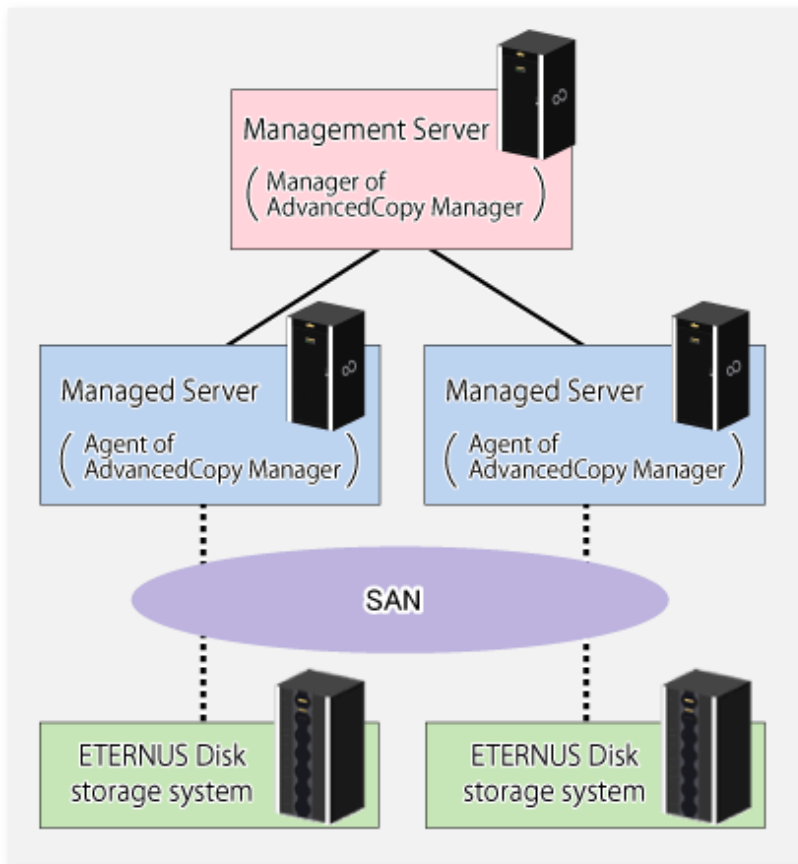 Management Server
( Manager of
AdvancedCopy Manager )
Managed Server
( Agent of
AdvancedCopy Manager )
Managed Server
( Agent of
AdvancedCopy Manager )
SAN
ETERNUS Disk
storage system
ETERNUS Disk
storage system